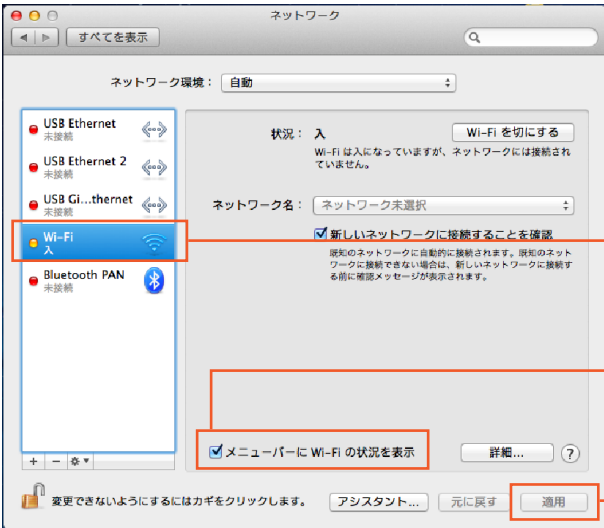 ネットワーク
すべてを表示
ネットワーク環境： 自動
USB Ethernet
未接続
USB Ethernet 2
未接続
USB Gi...thernet
未接続
Wi-Fi
入
Bluetooth PAN
未接続
状況： 入
Wi-Fi を切にする
Wi-Fi は入になっていますが、ネットワークには接続され
ていません。
ネットワーク名： ネットワーク未選択
新しいネットワークに接続することを確認
既知のネットワークに自動的に接続されます。既知のネット
ワークに接続できない場合は、新しいネットワークに接続す
る前に確認メッセージが表示されます。
メニューバーに Wi-Fi の状況を表示
詳細... ?
+ −
変更できないようにするにはカギをクリックします。
アシスタント... 元に戻す 適用